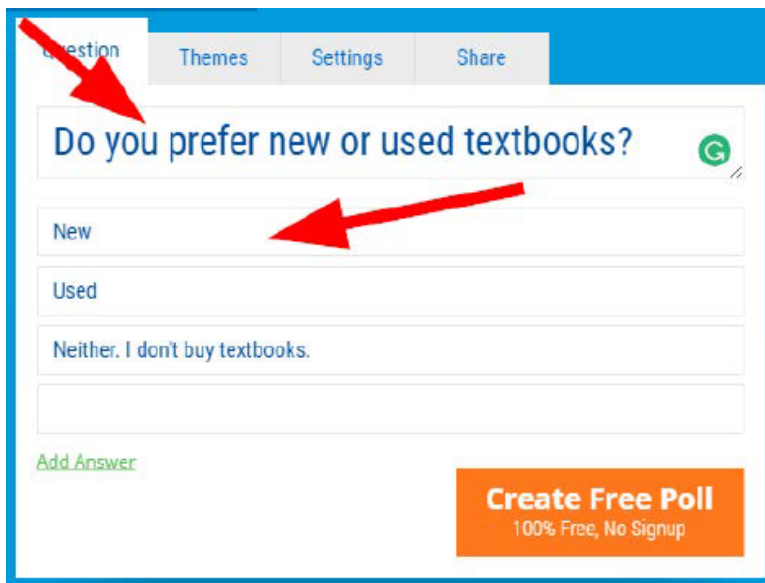 Question
Themes
Settings
Share
Do you prefer new or used textbooks?
New
Used
Neither. I don't buy textbooks.
Add Answer
Create Free Poll
100% Free, No Signup